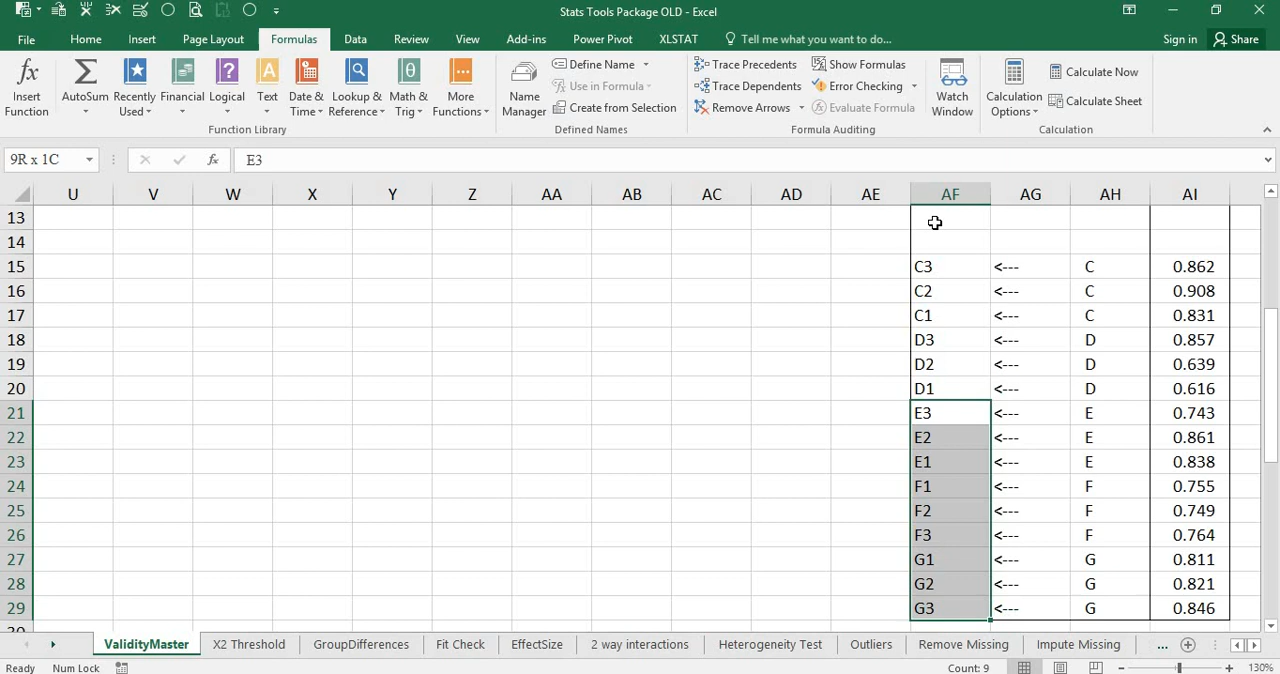 Stats Tools Package OLD - Excel
File Home Insert Page Layout Formulas Data Review View Add-ins Power Pivot XLSTAT Tell me what you want to do... Sign in Share
Insert Function
AutoSum
Recently Used
Financial
Logical
Text
Date & Time
Lookup & Reference
Math & Trig
More Functions
Function Library
Name Manager
Define Name
Use in Formula
Create from Selection
Defined Names
Trace Precedents
Trace Dependents
Remove Arrows
Show Formulas
Error Checking
Evaluate Formula
Formula Auditing
Watch Window
Calculation Options
Calculate Now
Calculate Sheet
Calculation
9R x 1C fx E3
U V W X Y Z AA AB AC AD AE AF AG AH AI
13
14
15 C3 <--- C 0.862
16 C2 <--- C 0.908
17 C1 <--- C 0.831
18 D3 <--- D 0.857
19 D2 <--- D 0.639
20 D1 <--- D 0.616
21 E3 <--- E 0.743
22 E2 <--- E 0.861
23 E1 <--- E 0.838
24 F1 <--- F 0.755
25 F2 <--- F 0.749
26 F3 <--- F 0.764
27 G1 <--- G 0.811
28 G2 <--- G 0.821
29 G3 <--- G 0.846
30
ValidityMaster X2 Threshold GroupDifferences Fit Check EffectSize 2 way interactions Heterogeneity Test Outliers Remove Missing Impute Missing ...
Ready Num Lock Count: 9 130%